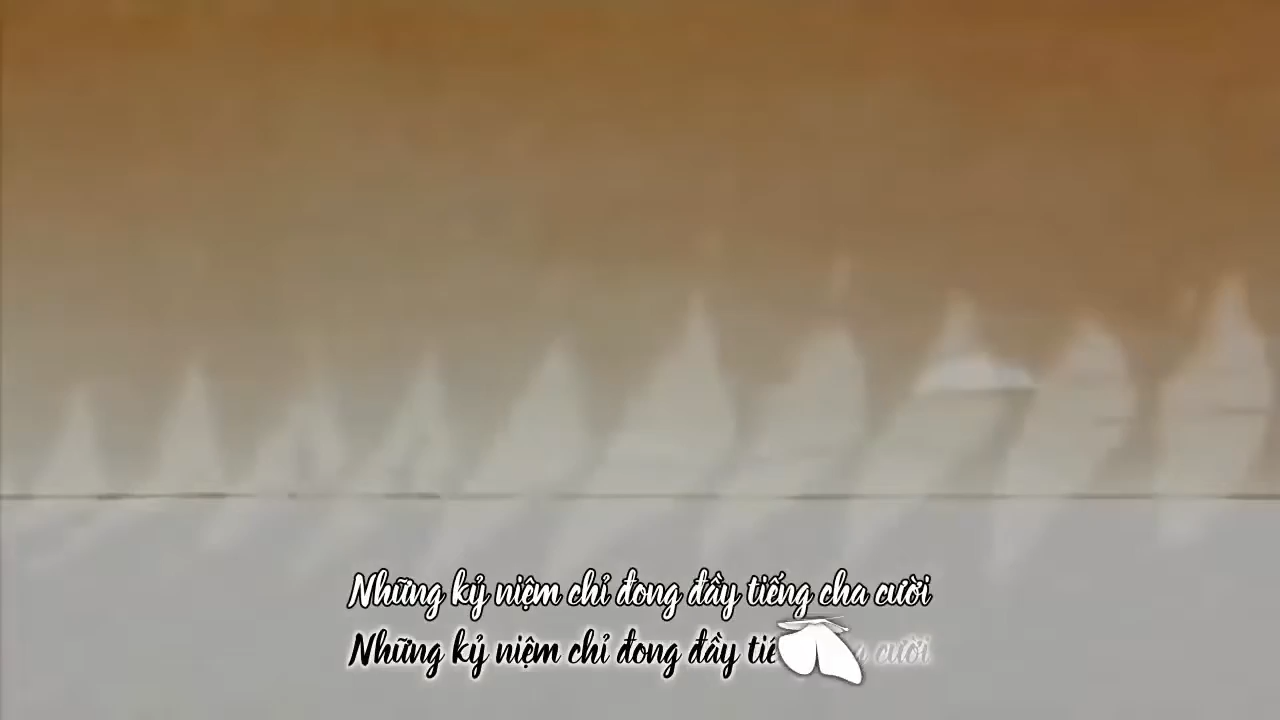 Những kỷ niệm chỉ đong đầy tiếng cha cười
Những kỷ niệm chỉ đong đầy cười